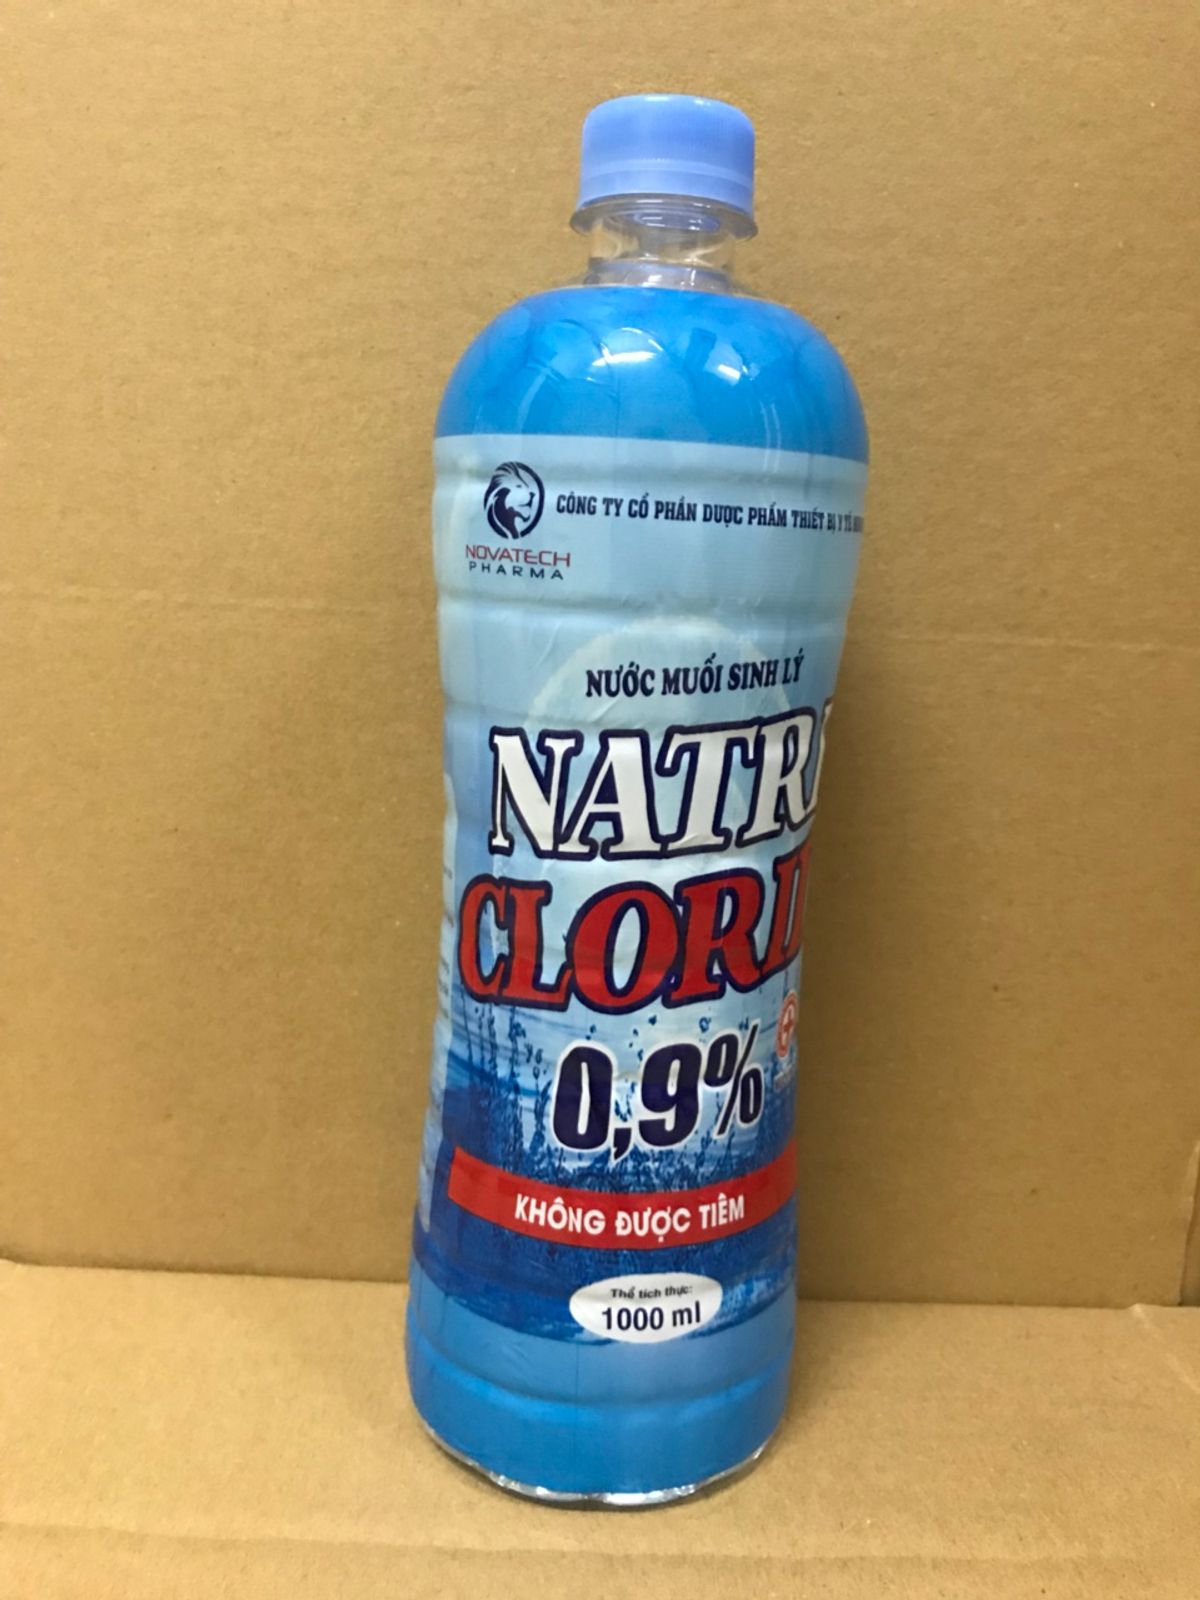 CÔNG TY CỔ PHẦN DƯỢC PHẨM THIẾT BỊ Y TẾ
NOVATECH
PHARMA
NƯỚC MUỐI SINH LÝ
NATRI
CLORI
0,9%
KHÔNG ĐƯỢC TIÊM
Thể tích thực:
1000 ml